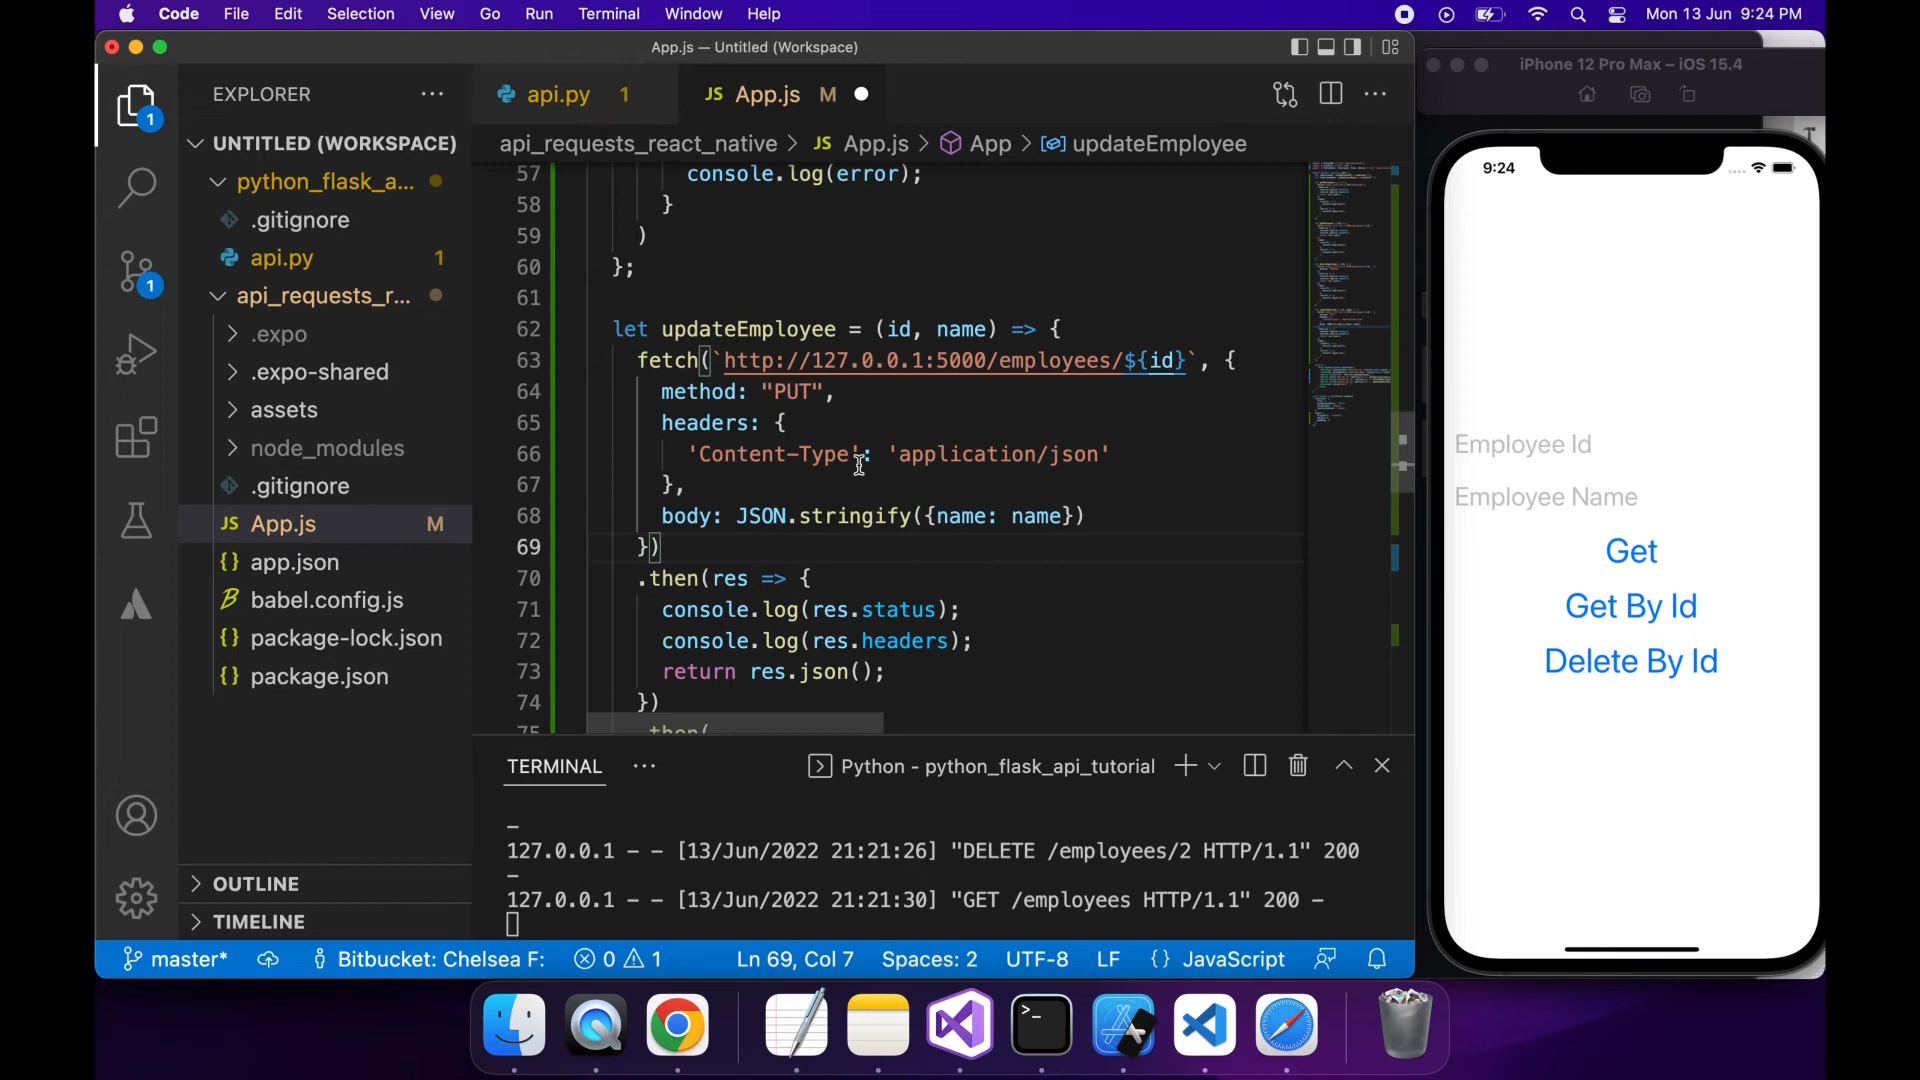 Code File Edit Selection View Go Run Terminal Window Help Mon 13 Jun 9:24 PM
App.js — Untitled (Workspace)
iPhone 12 Pro Max – iOS 15.4
EXPLORER
api.py 1
JS App.js M
UNTITLED (WORKSPACE)
api_requests_react_native > JS App.js > App > updateEmployee
python_flask_a...
.gitignore
api.py 1
api_requests_r...
.expo
.expo-shared
assets
node_modules
.gitignore
JS App.js M
{} app.json
babel.config.js
{} package-lock.json
{} package.json
OUTLINE
TIMELINE
1
1
57 console.log(error);
58 }
59 )
60 };
61
62 let updateEmployee = (id, name) => {
63 fetch(`http://127.0.0.1:5000/employees/${id}`, {
64 method: "PUT",
65 headers: {
66 'Content-Type': 'application/json'
67 },
68 body: JSON.stringify({name: name})
69 })
70 .then(res => {
71 console.log(res.status);
72 console.log(res.headers);
73 return res.json();
74 })
75 .then(
TERMINAL
Python - python_flask_api_tutorial
-
127.0.0.1 - - [13/Jun/2022 21:21:26] "DELETE /employees/2 HTTP/1.1" 200
-
127.0.0.1 - - [13/Jun/2022 21:21:30] "GET /employees HTTP/1.1" 200 -
master* Bitbucket: Chelsea F: 0 1 Ln 69, Col 7 Spaces: 2 UTF-8 LF {} JavaScript
9:24
Employee Id
Employee Name
Get
Get By Id
Delete By Id